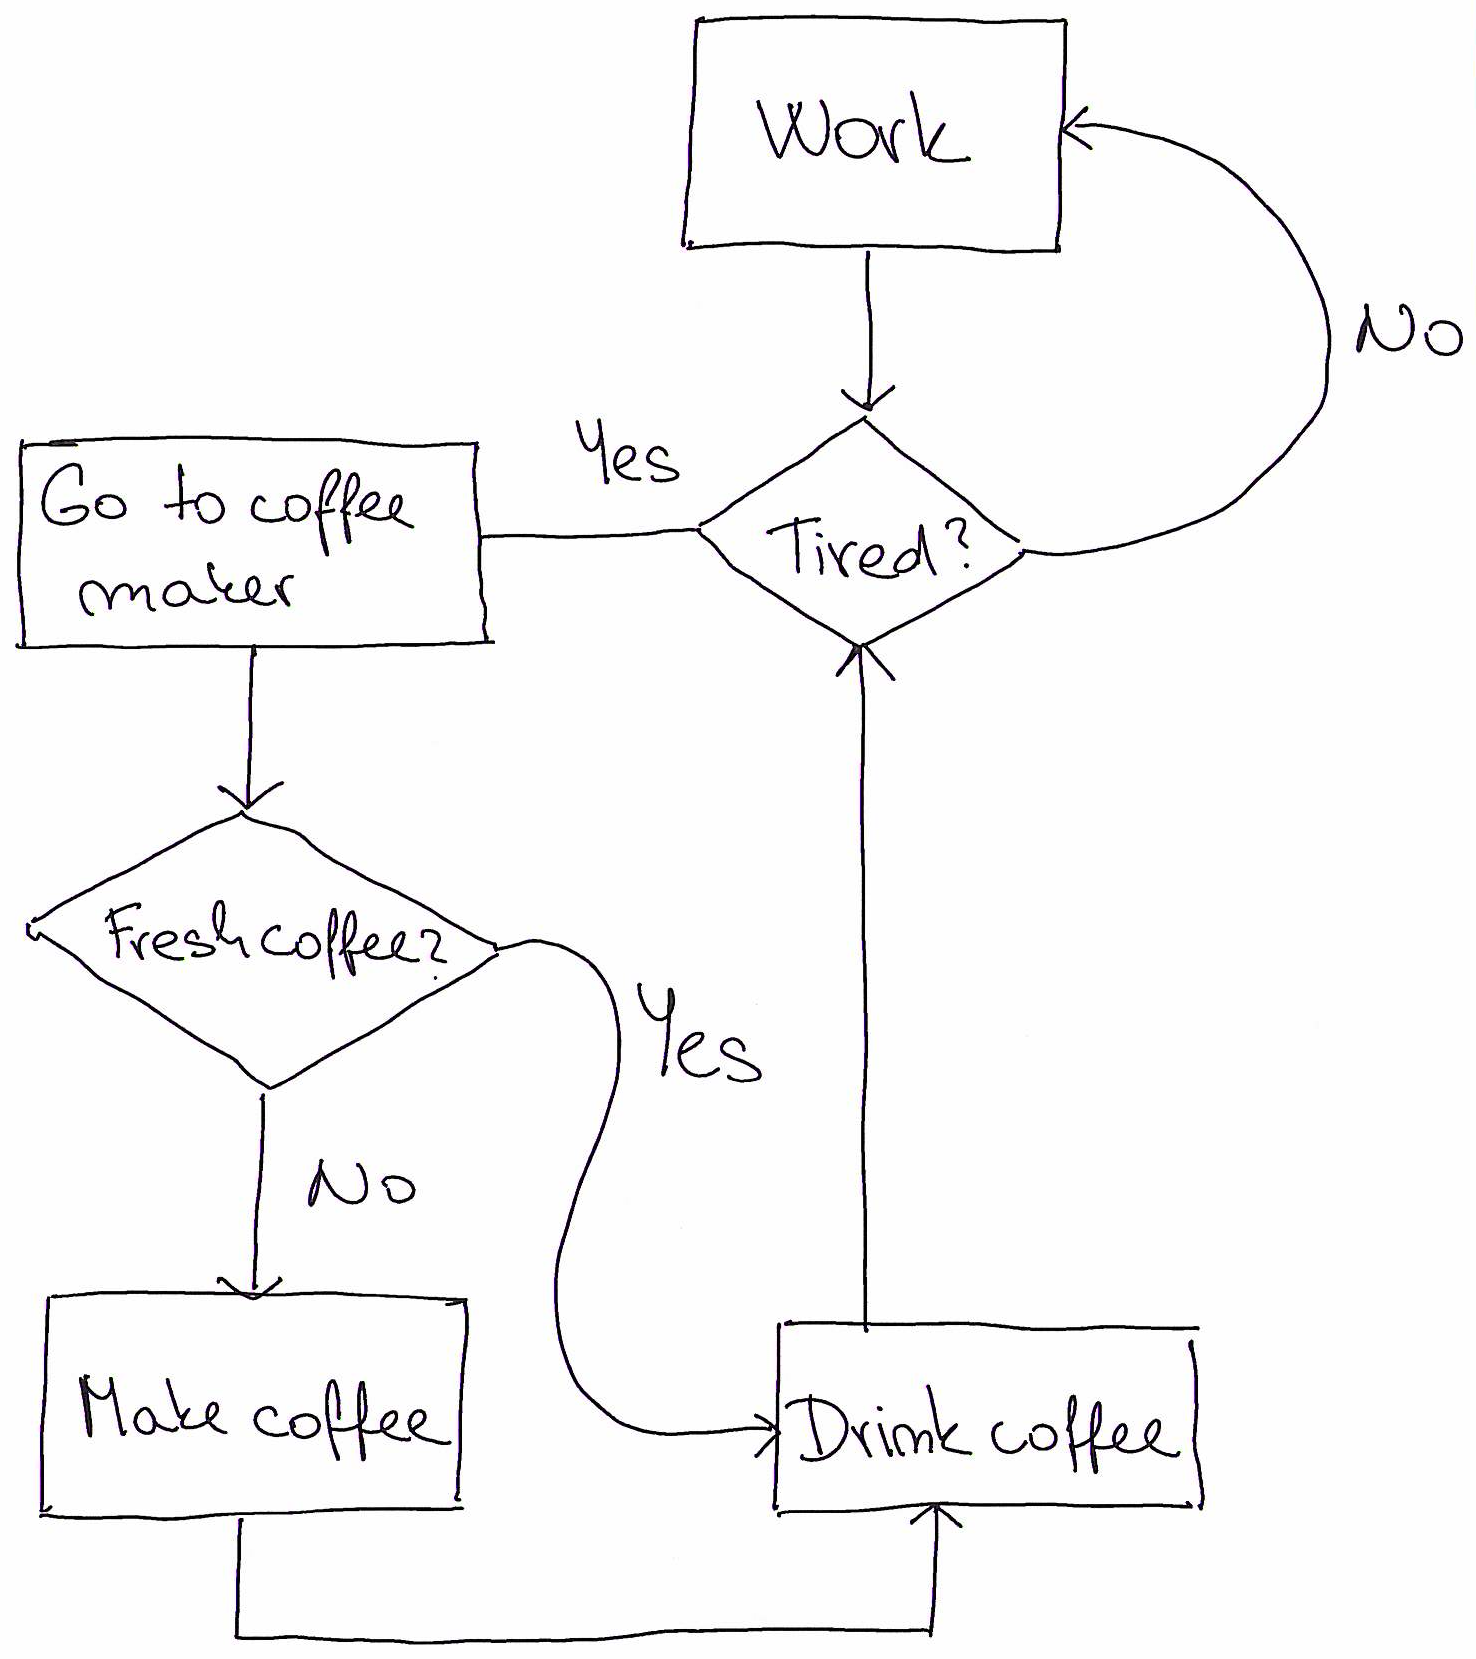 Work
No
Yes
Go to coffee
maker
Tired?
Fresh coffee?
Yes
No
Make coffee
Drink coffee